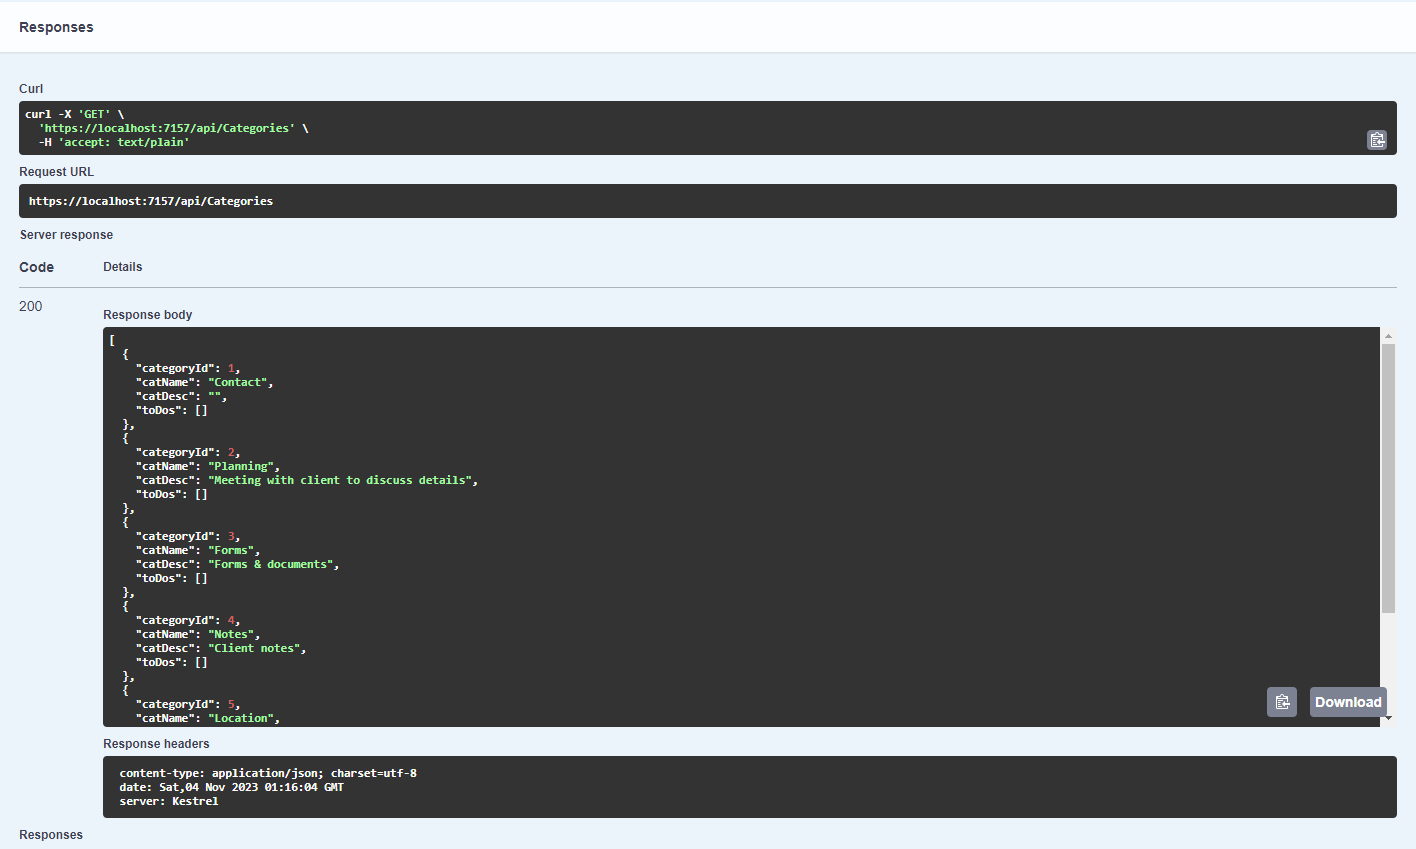 Responses
Curl
curl -X 'GET' \
  'https://localhost:7157/api/Categories' \
  -H 'accept: text/plain'
Request URL
https://localhost:7157/api/Categories
Server response
Code Details
200
Response body
[
  {
    "categoryId": 1,
    "catName": "Contact",
    "catDesc": "",
    "toDos": []
  },
  {
    "categoryId": 2,
    "catName": "Planning",
    "catDesc": "Meeting with client to discuss details",
    "toDos": []
  },
  {
    "categoryId": 3,
    "catName": "Forms",
    "catDesc": "Forms & documents",
    "toDos": []
  },
  {
    "categoryId": 4,
    "catName": "Notes",
    "catDesc": "Client notes",
    "toDos": []
  },
  {
    "categoryId": 5,
    "catName": "Location",
Download
Response headers
content-type: application/json; charset=utf-8
date: Sat,04 Nov 2023 01:16:04 GMT
server: Kestrel
Responses